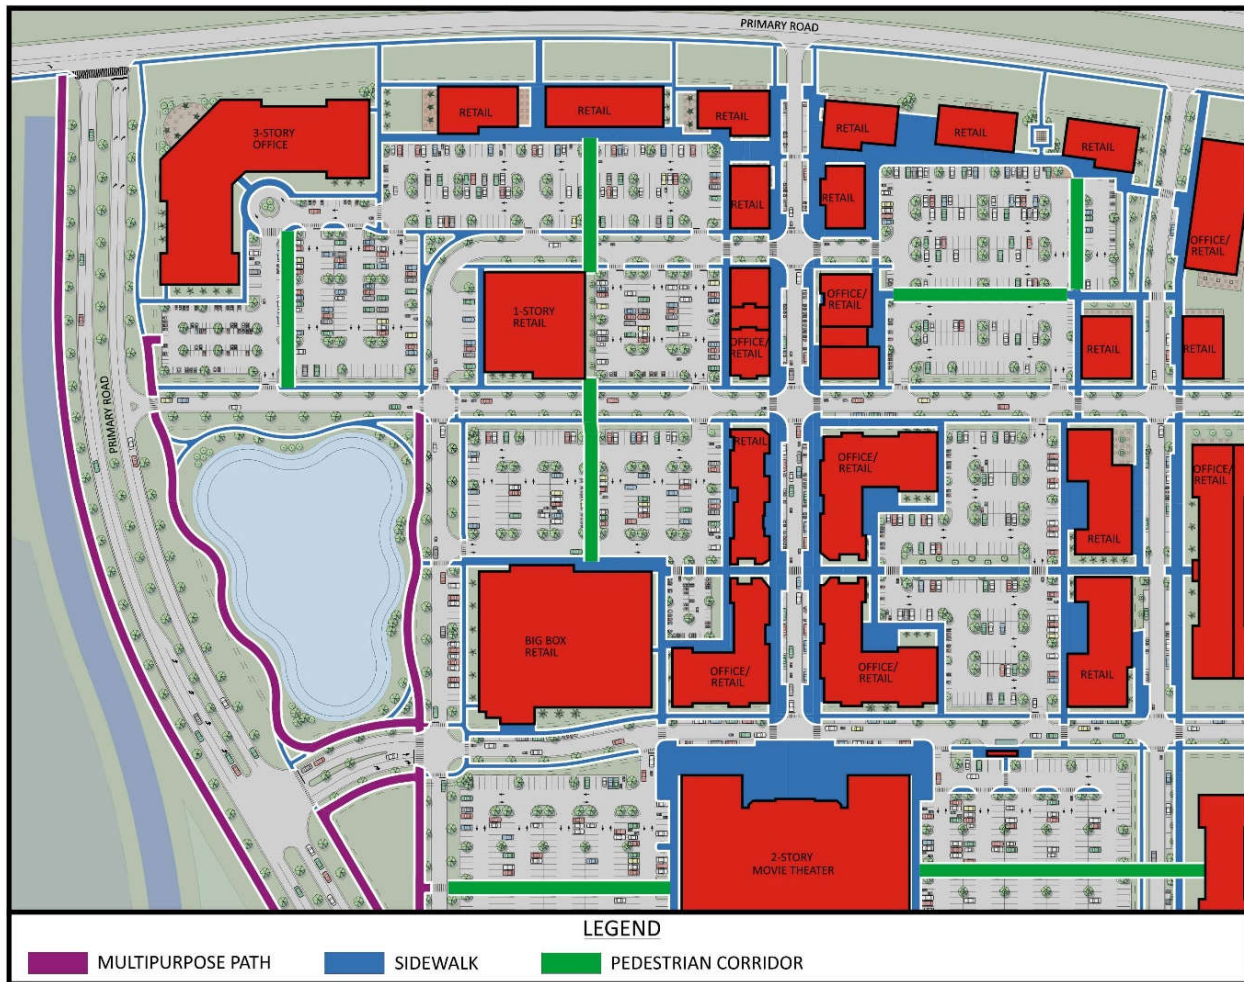 PRIMARY ROAD
3-STORY
OFFICE
RETAIL
RETAIL
RETAIL
RETAIL
RETAIL
RETAIL
RETAIL
RETAIL
OFFICE/
RETAIL
1-STORY
RETAIL
OFFICE/
RETAIL
OFFICE/
RETAIL
RETAIL
RETAIL
PRIMARY ROAD
RETAIL
OFFICE/
RETAIL
OFFICE/
RETAIL
RETAIL
BIG BOX
RETAIL
OFFICE/
RETAIL
OFFICE/
RETAIL
RETAIL
2-STORY
MOVIE THEATER
LEGEND
MULTIPURPOSE PATH
SIDEWALK
PEDESTRIAN CORRIDOR